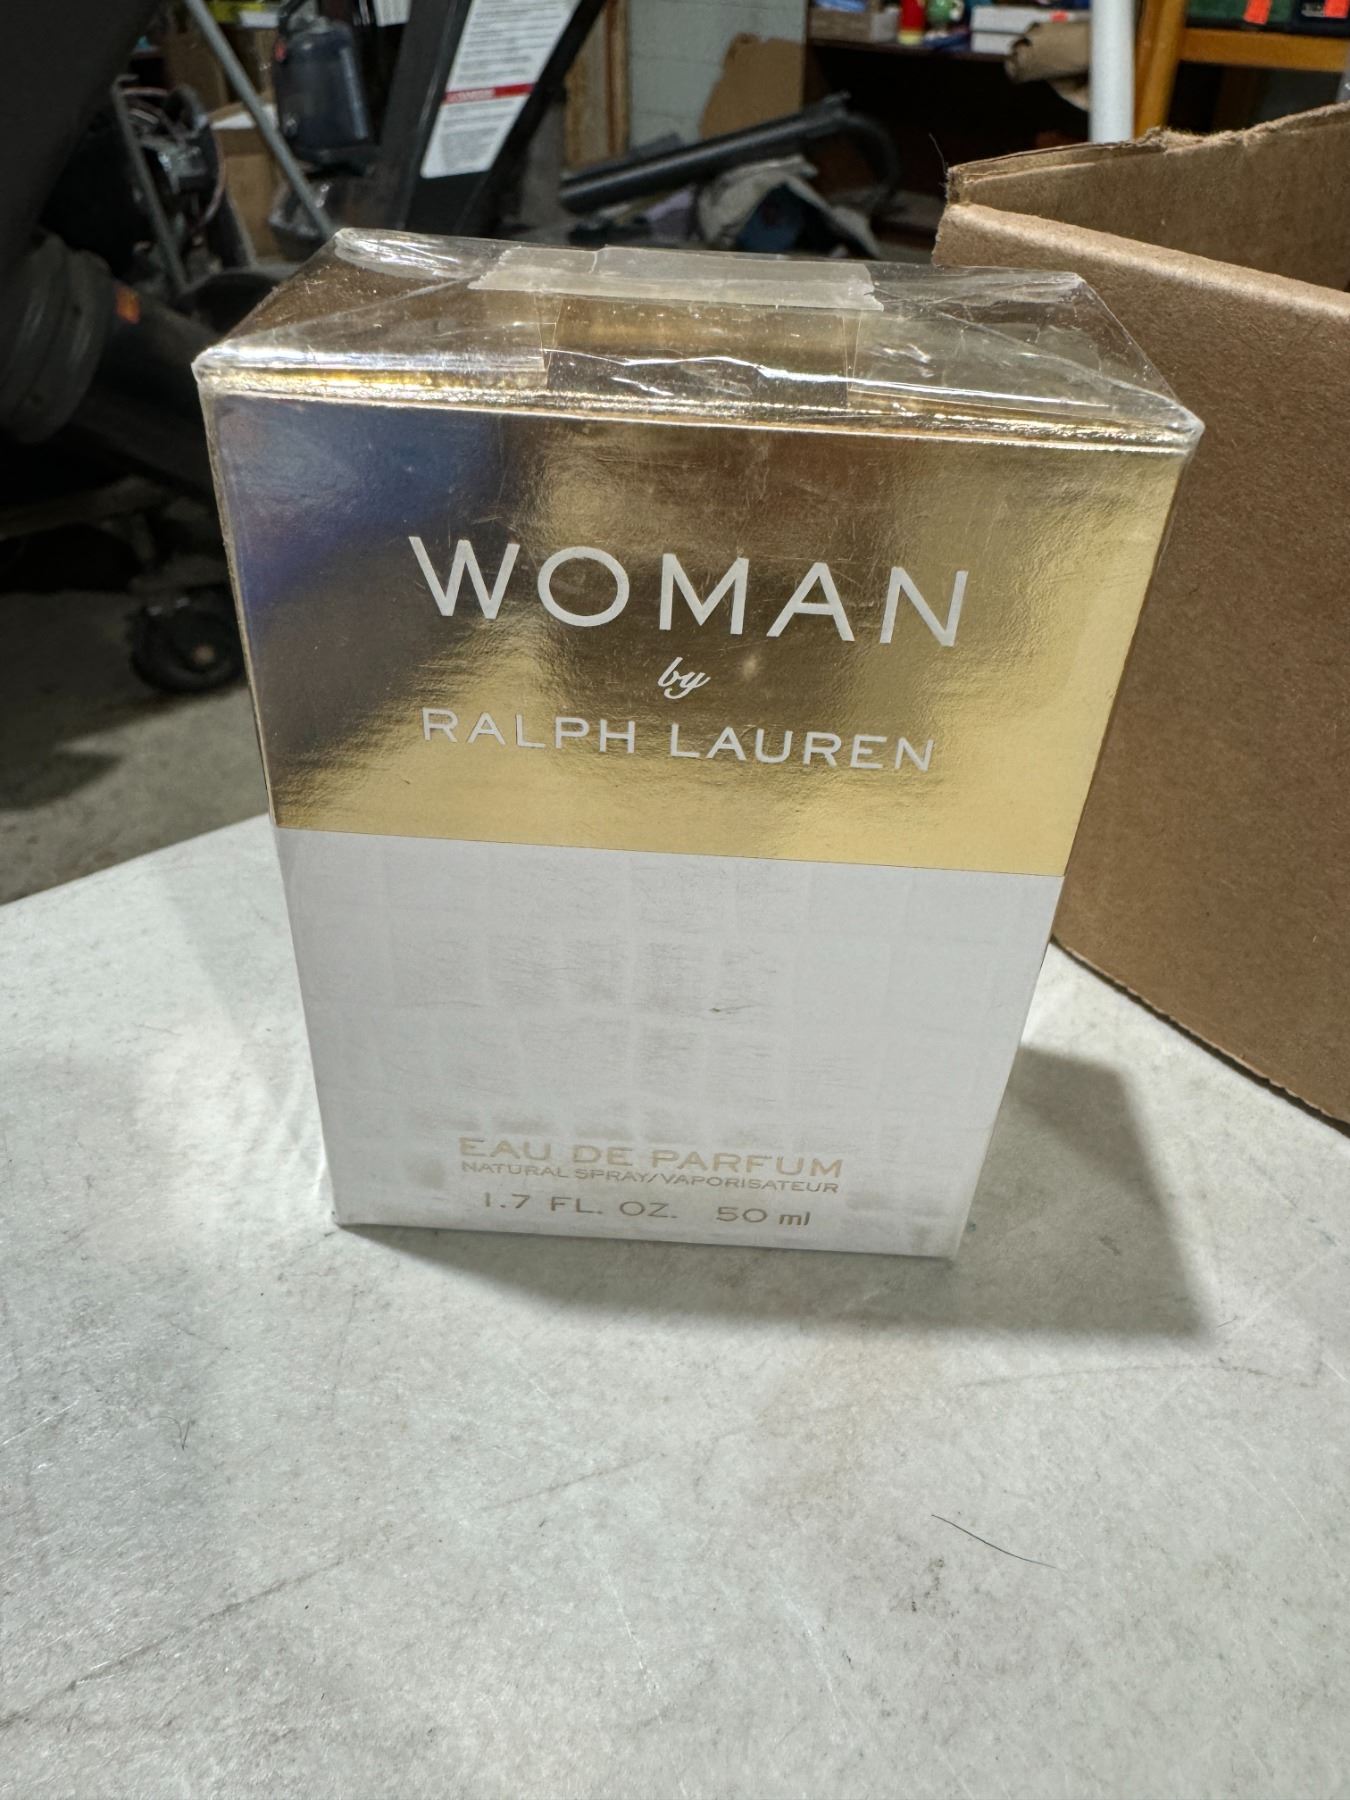 WOMAN
by
RALPH LAUREN
EAU DE PARFUM
NATURAL SPRAY/VAPORISATEUR
1.7 FL. OZ. 50 ml